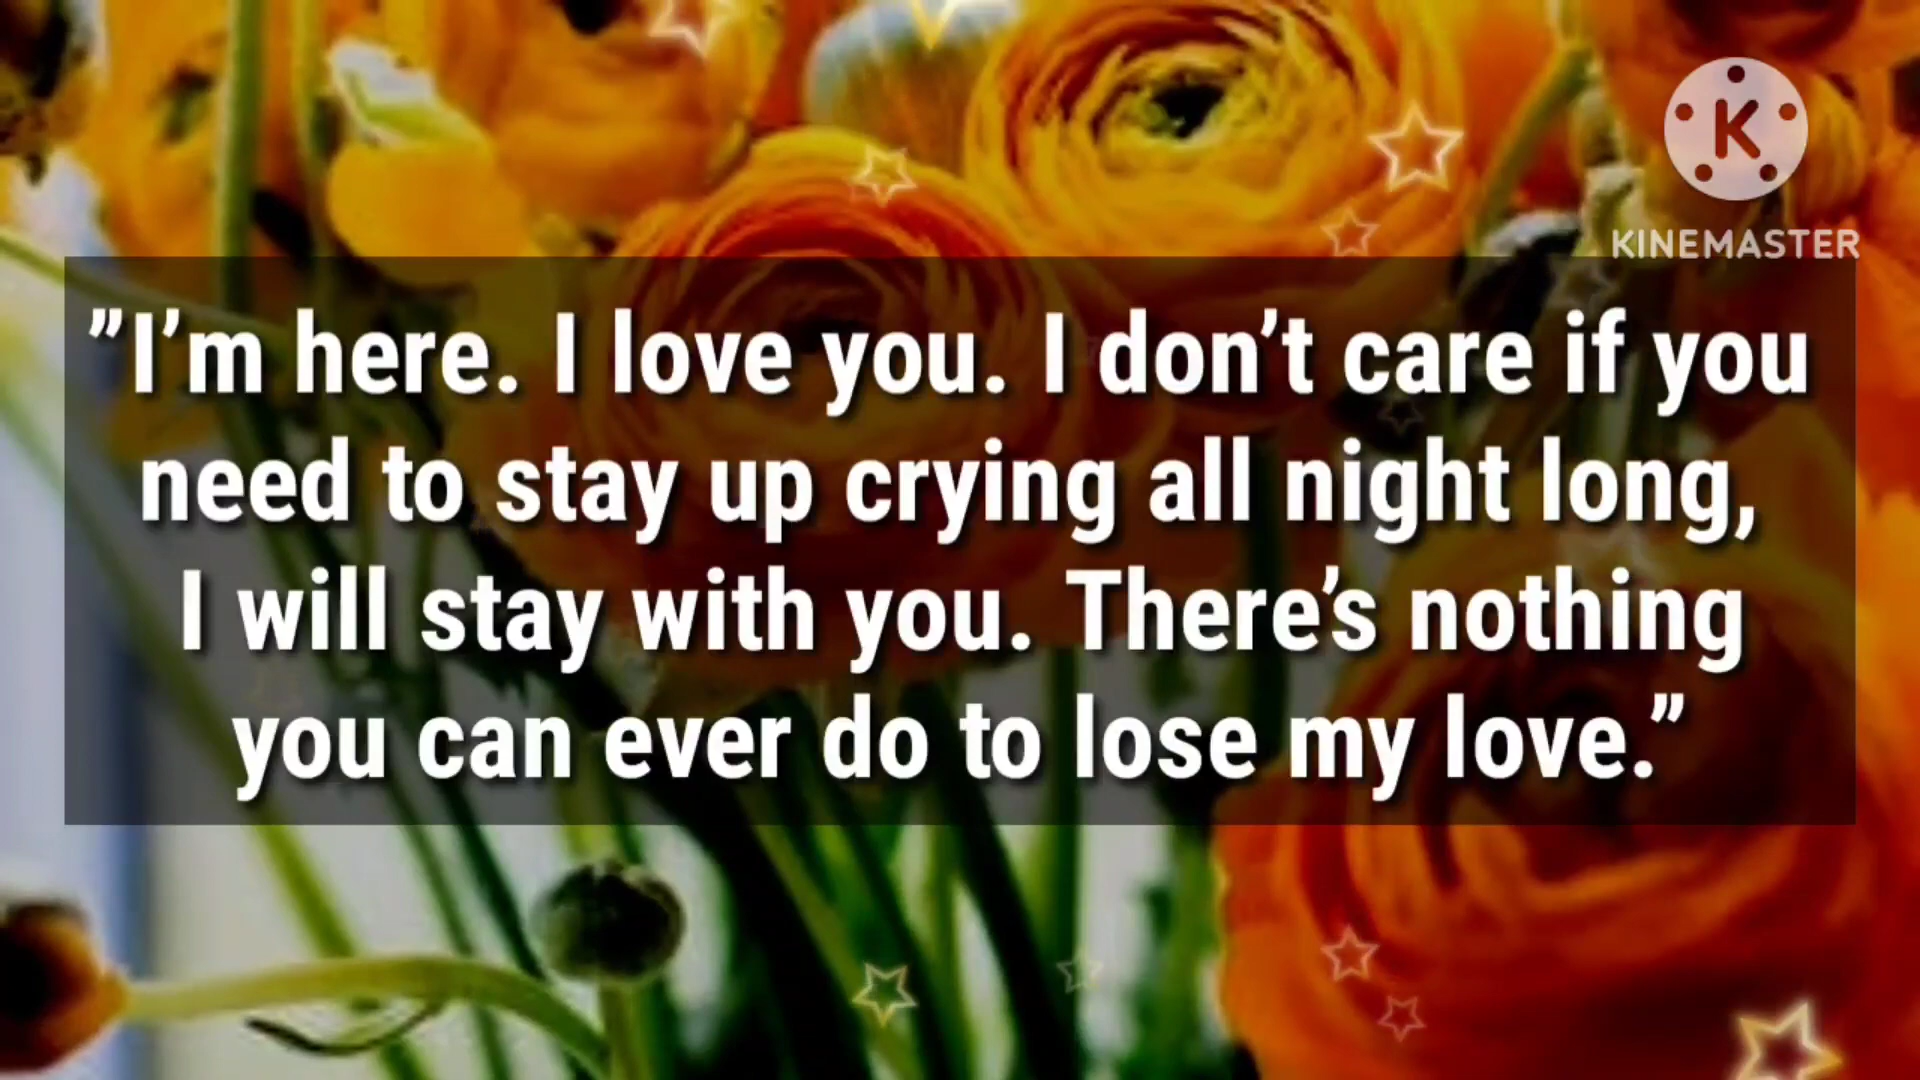 K
KINEMASTER
”I’m here. I love you. I don’t care if you
need to stay up crying all night long,
I will stay with you. There’s nothing
you can ever do to lose my love.”